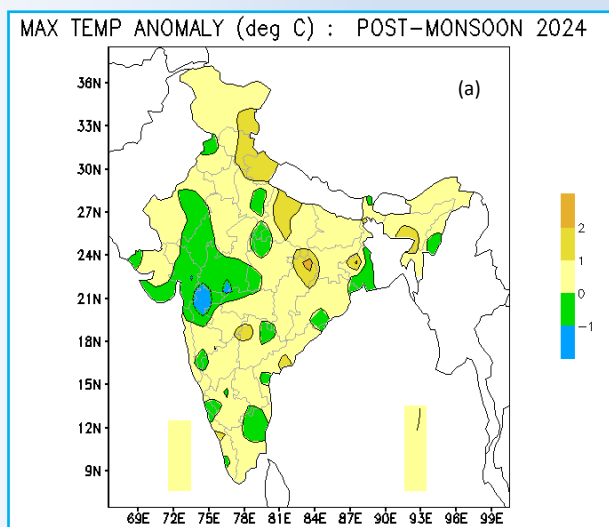 MAX TEMP ANOMALY (deg C) : POST-MONSOON 2024
(a)
36N
33N
30N
27N
24N
21N
18N
15N
12N
9N
69E 72E 75E 78E 81E 84E 87E 90E 93E 96E 99E
2
1
0
-1